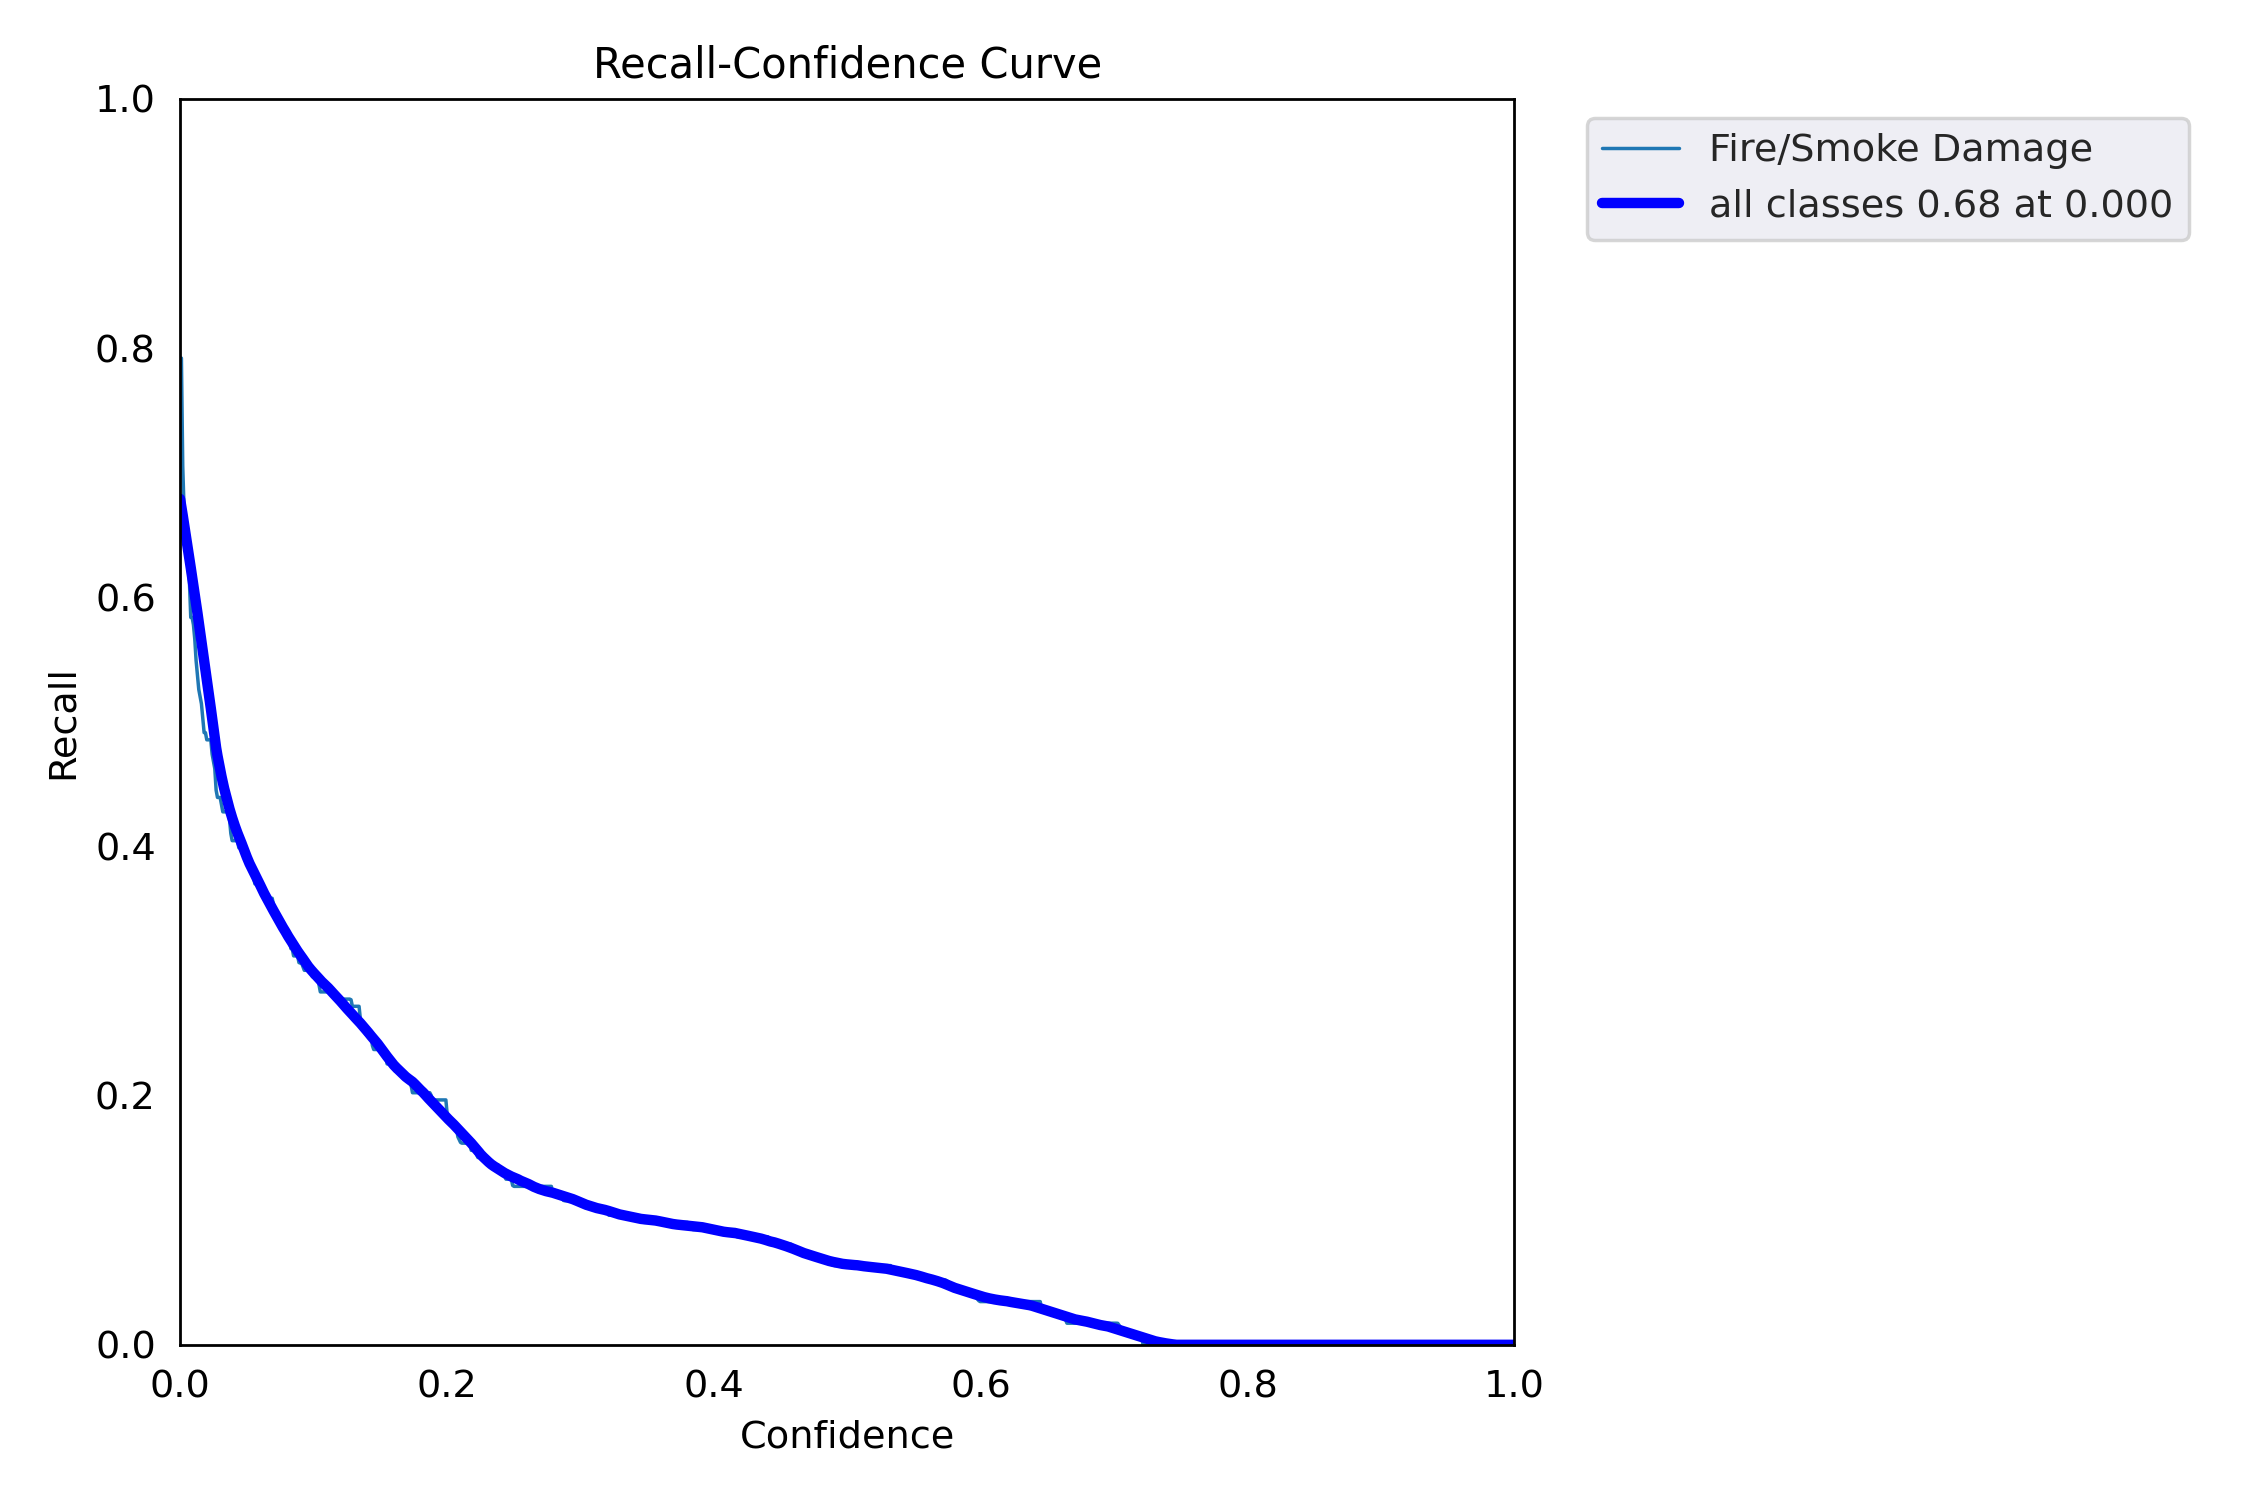 Recall-Confidence Curve
1.0
0.8
0.6
0.4
0.2
0.0
Recall
0.0 0.2 0.4 0.6 0.8 1.0
Confidence
Fire/Smoke Damage
all classes 0.68 at 0.000